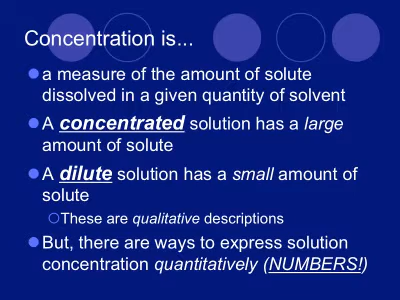 Concentration is...
a measure of the amount of solute
dissolved in a given quantity of solvent
A concentrated solution has a large
amount of solute
A dilute solution has a small amount of
solute
These are qualitative descriptions
But, there are ways to express solution
concentration quantitatively (NUMBERS!)